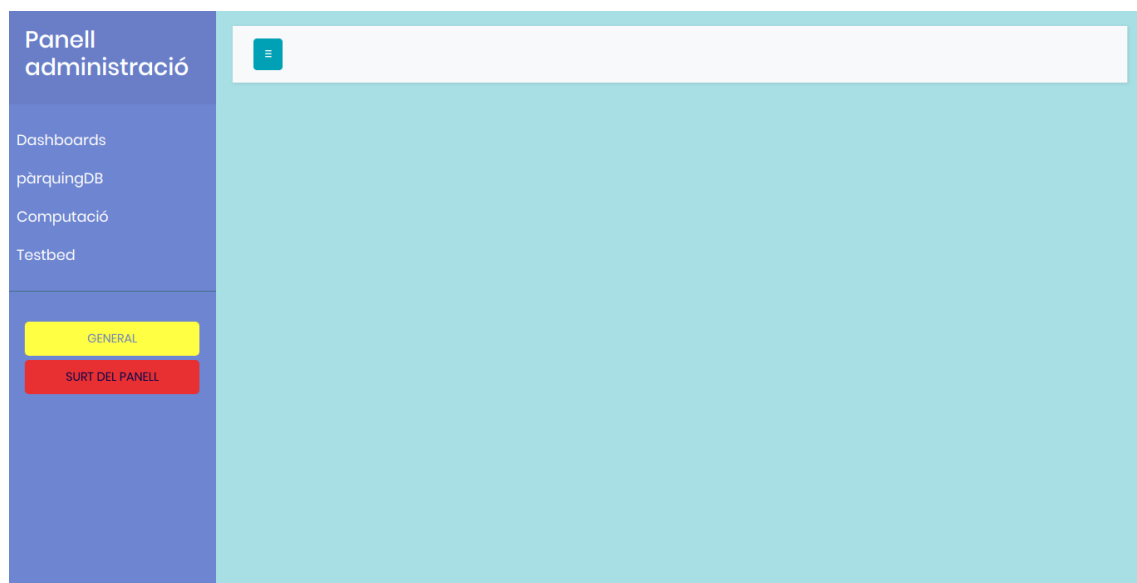 Panell
administració
Dashboards
pàrquingDB
Computació
Testbed
GENERAL
SURT DEL PANELL